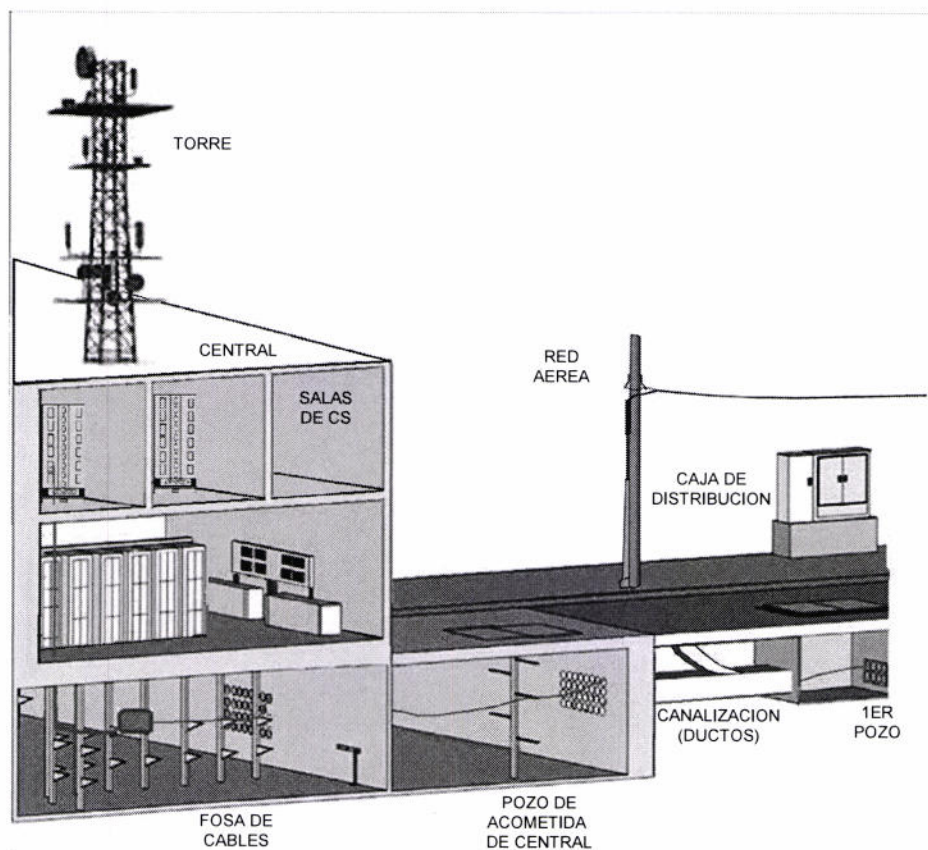 TORRE
CENTRAL
SALAS
DE CS
RED
AEREA
CAJA DE
DISTRIBUCION
CANALIZACION
(DUCTOS)
1ER
POZO
FOSA DE
CABLES
POZO DE
ACOMETIDA
DE CENTRAL